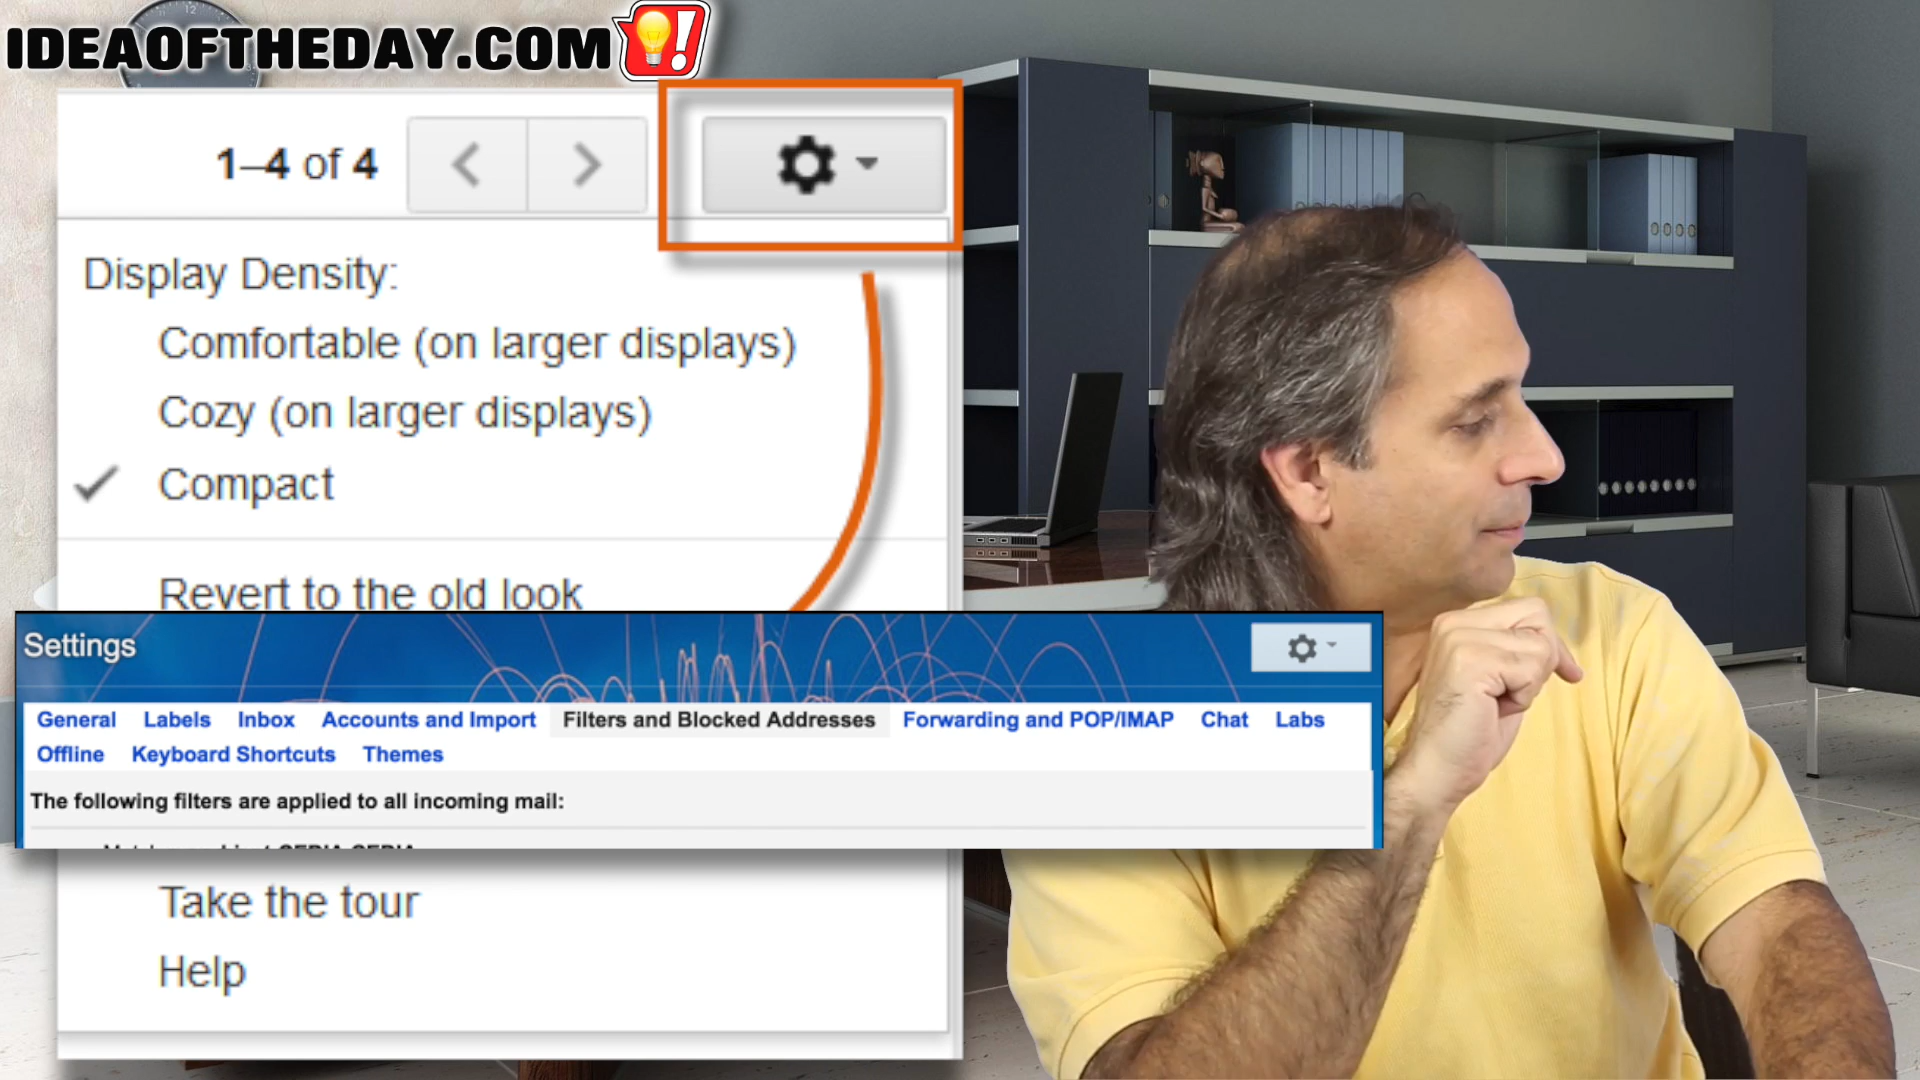 IDEAOFTHEDAY.COM
1–4 of 4
Display Density:
Comfortable (on larger displays)
Cozy (on larger displays)
Compact
Revert to the old look
Settings
General Labels Inbox Accounts and Import Filters and Blocked Addresses Forwarding and POP/IMAP Chat Labs
Offline Keyboard Shortcuts Themes
The following filters are applied to all incoming mail:
Take the tour
Help